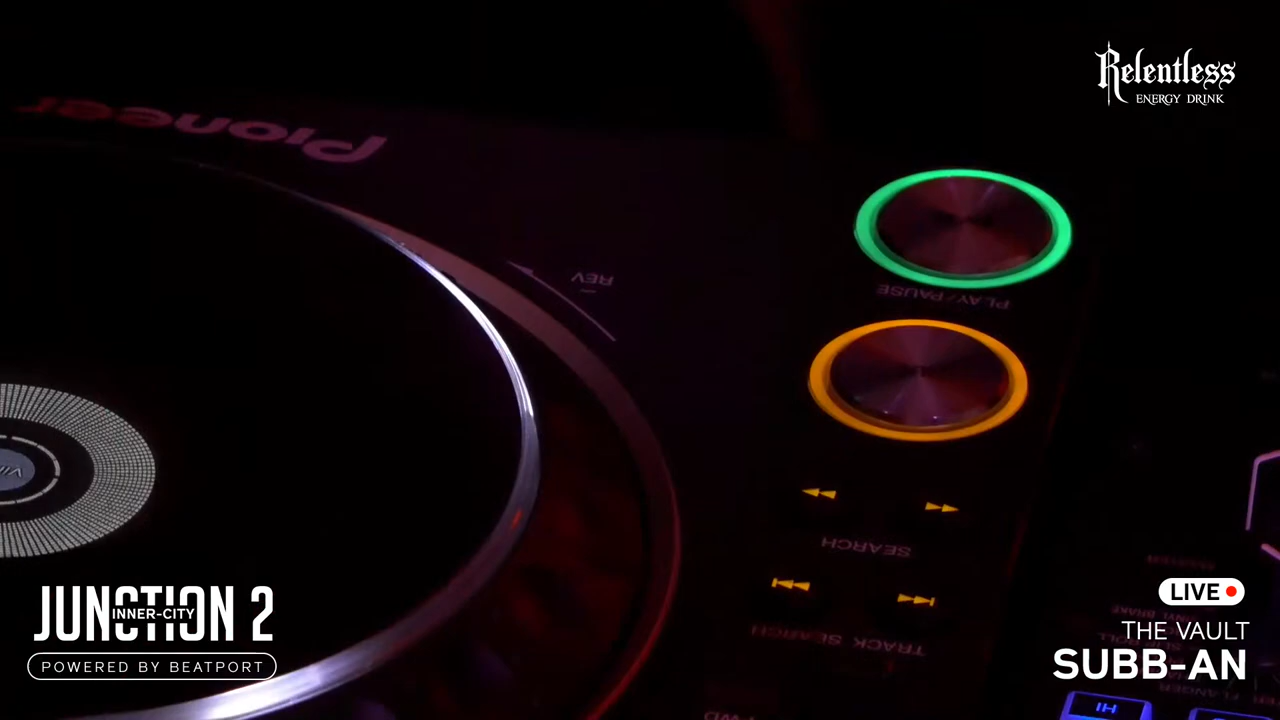 Relentless
ENERGY DRINK
Pioneer
REV
PLAY/PAUSE
SEARCH
TRACK SEARCH
JUNCTION 2
INNER-CITY
POWERED BY BEATPORT
LIVE
THE VAULT
SUBB-AN